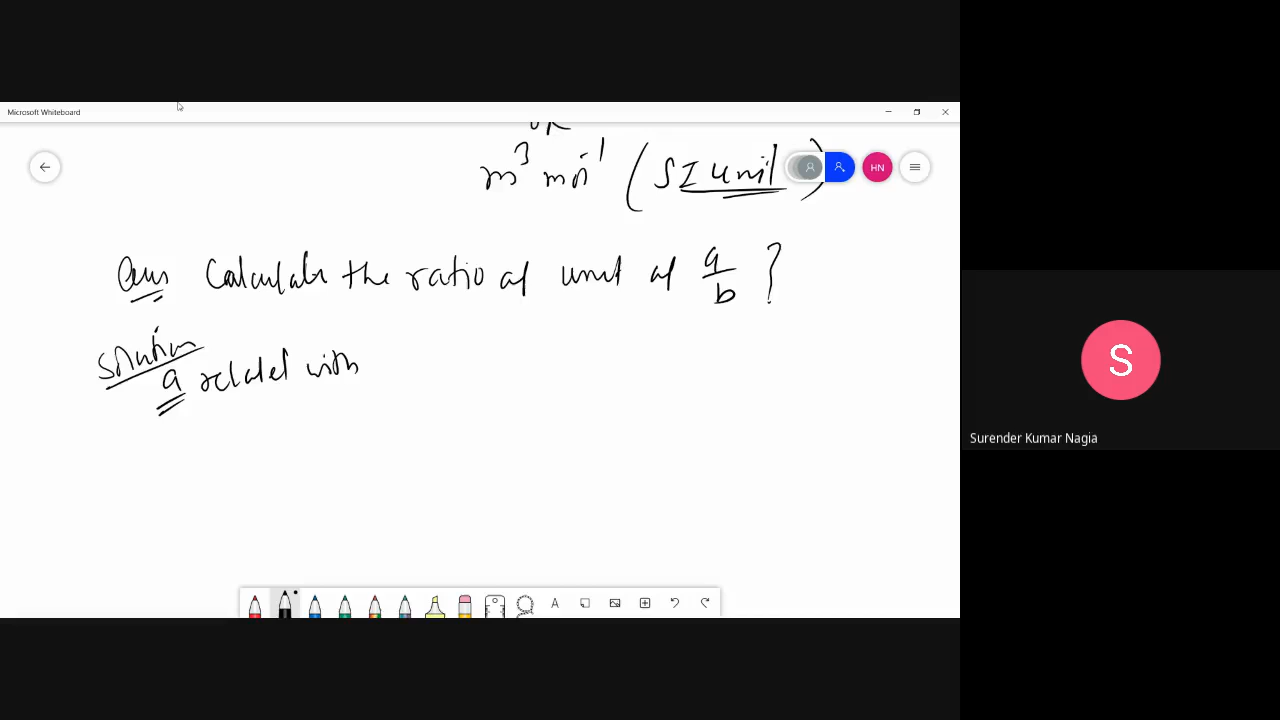 Microsoft Whiteboard
m³ mol⁻¹ (SI Unit)
HN
Ques Calculate the ratio of unit of a/b ?
Solution
a related with
A
S
Surender Kumar Nagia